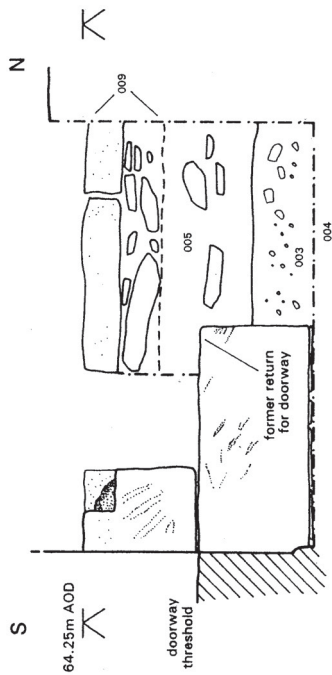 S
N
64.25m AOD
009
doorway
threshold
005
former return
for doorway
003
004